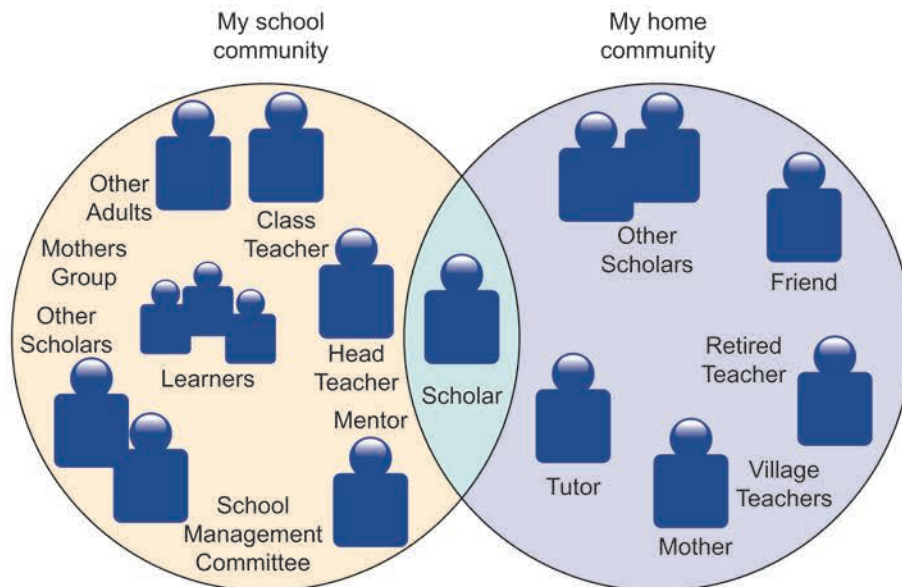 My school
community
My home
community
Other
Adults
Class
Teacher
Mothers
Group
Other
Scholars
Learners
Head
Teacher
Mentor
School
Management
Committee
Scholar
Other
Scholars
Friend
Retired
Teacher
Tutor
Village
Teachers
Mother